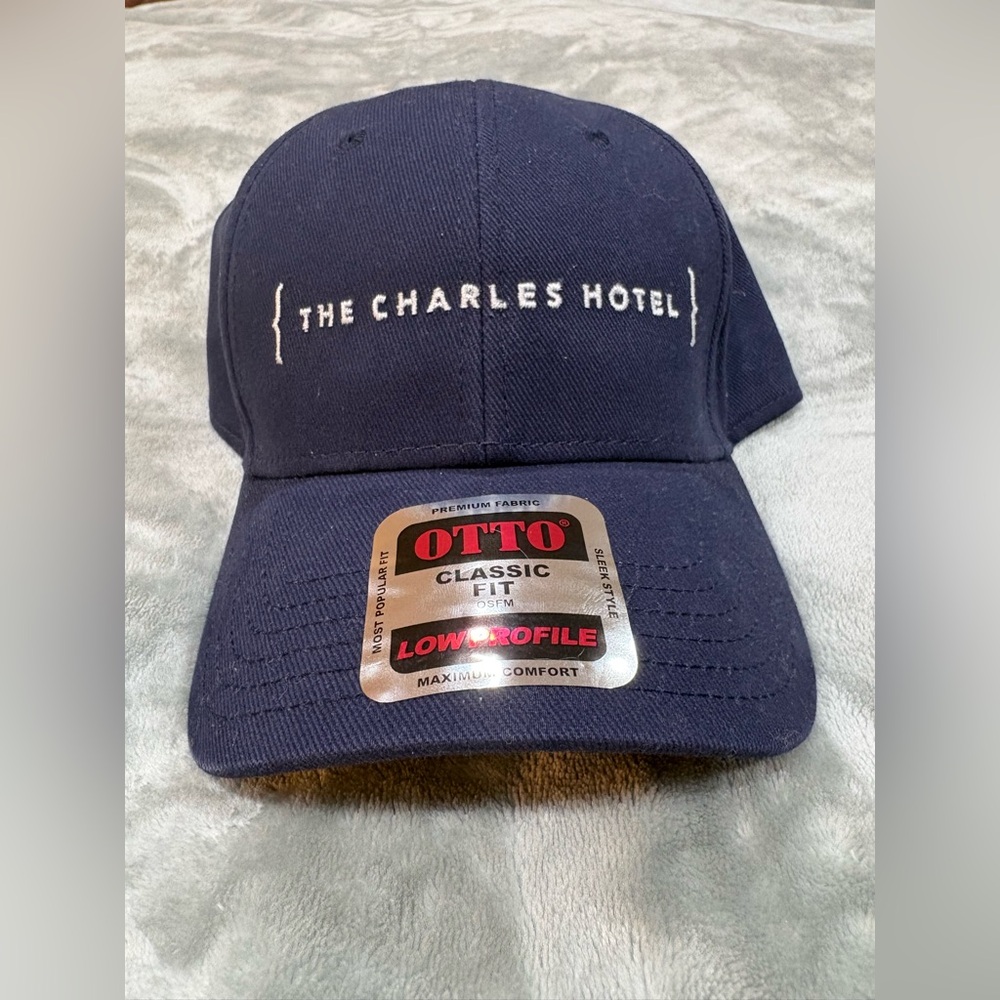 { THE CHARLES HOTEL }
PREMIUM FABRIC
OTTO®
CLASSIC
FIT
OSFM
LOW PROFILE
MAXIMUM COMFORT
MOST POPULAR FIT
SLEEK STYLE